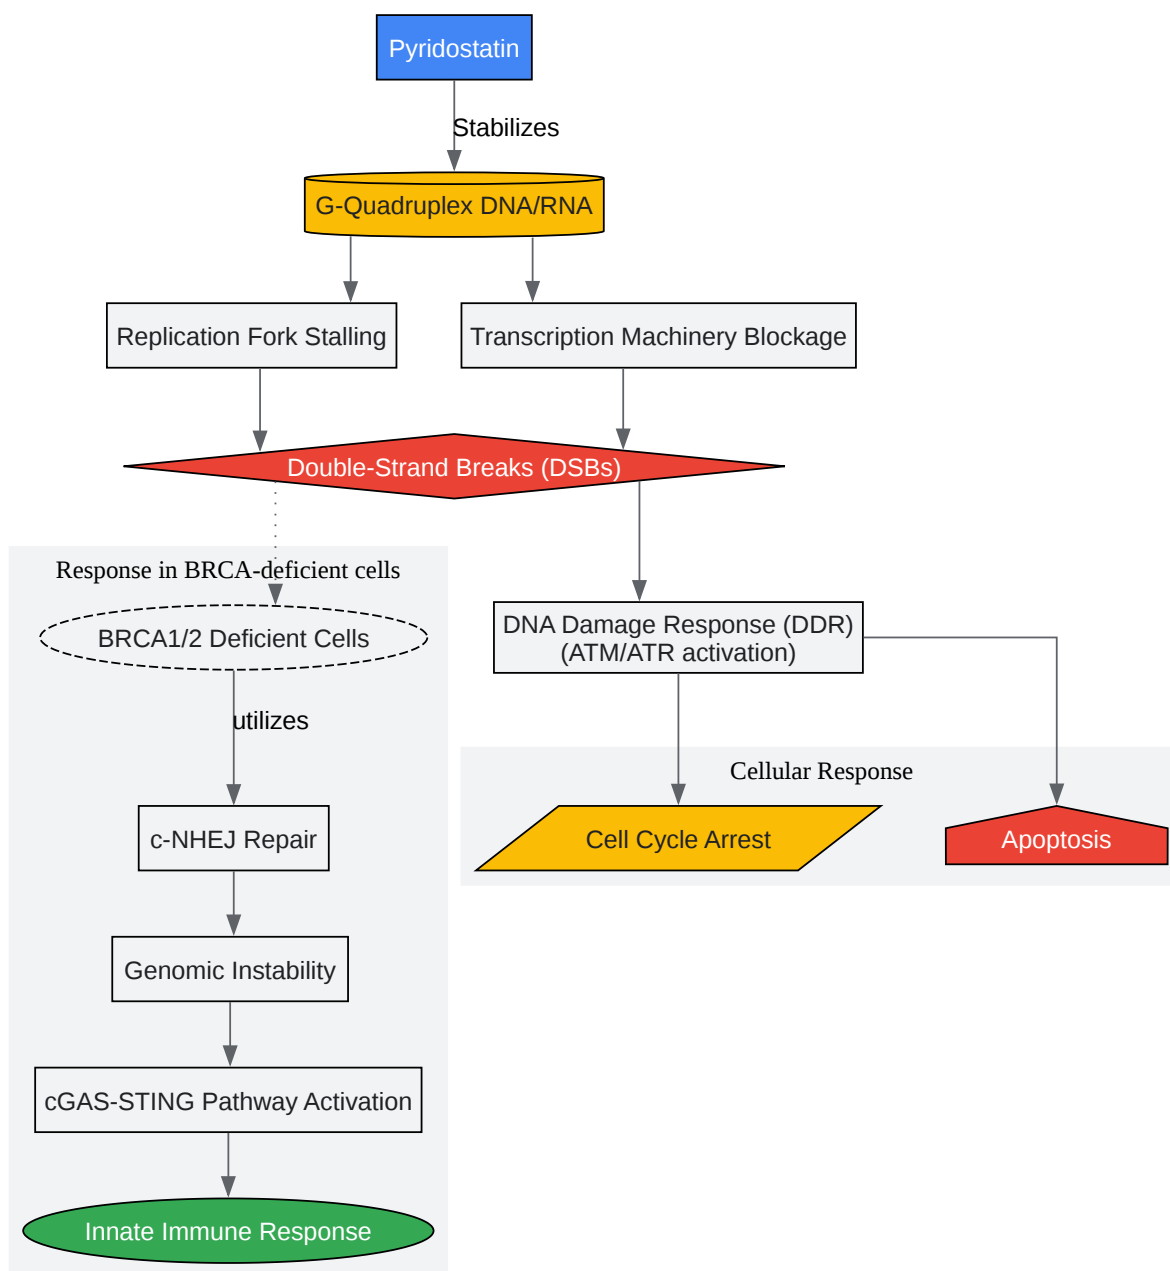 Pyridostatin
Stabilizes
G-Quadruplex DNA/RNA
Replication Fork Stalling
Transcription Machinery Blockage
Double-Strand Breaks (DSBs)
Response in BRCA-deficient cells
BRCA1/2 Deficient Cells
DNA Damage Response (DDR)
(ATM/ATR activation)
utilizes
Cellular Response
c-NHEJ Repair
Cell Cycle Arrest
Apoptosis
Genomic Instability
cGAS-STING Pathway Activation
Innate Immune Response